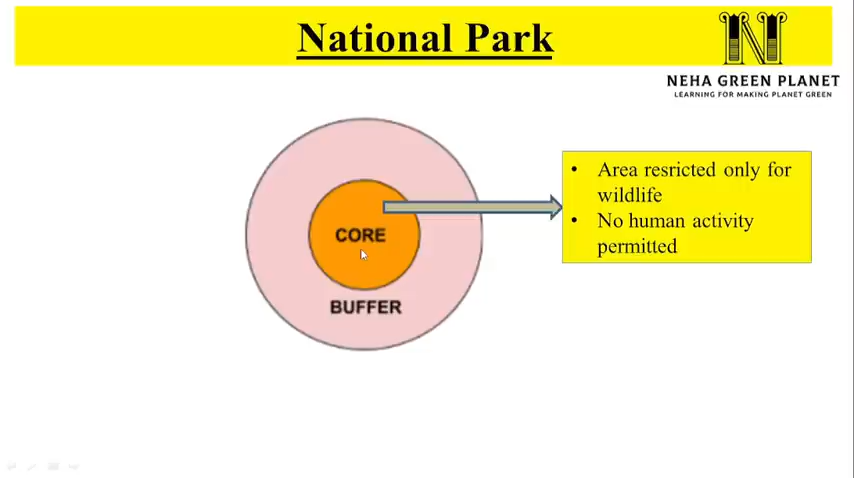 National Park
N
NEHA GREEN PLANET
LEARNING FOR MAKING PLANET GREEN
• Area resricted only for
wildlife
• No human activity
permitted
CORE
BUFFER